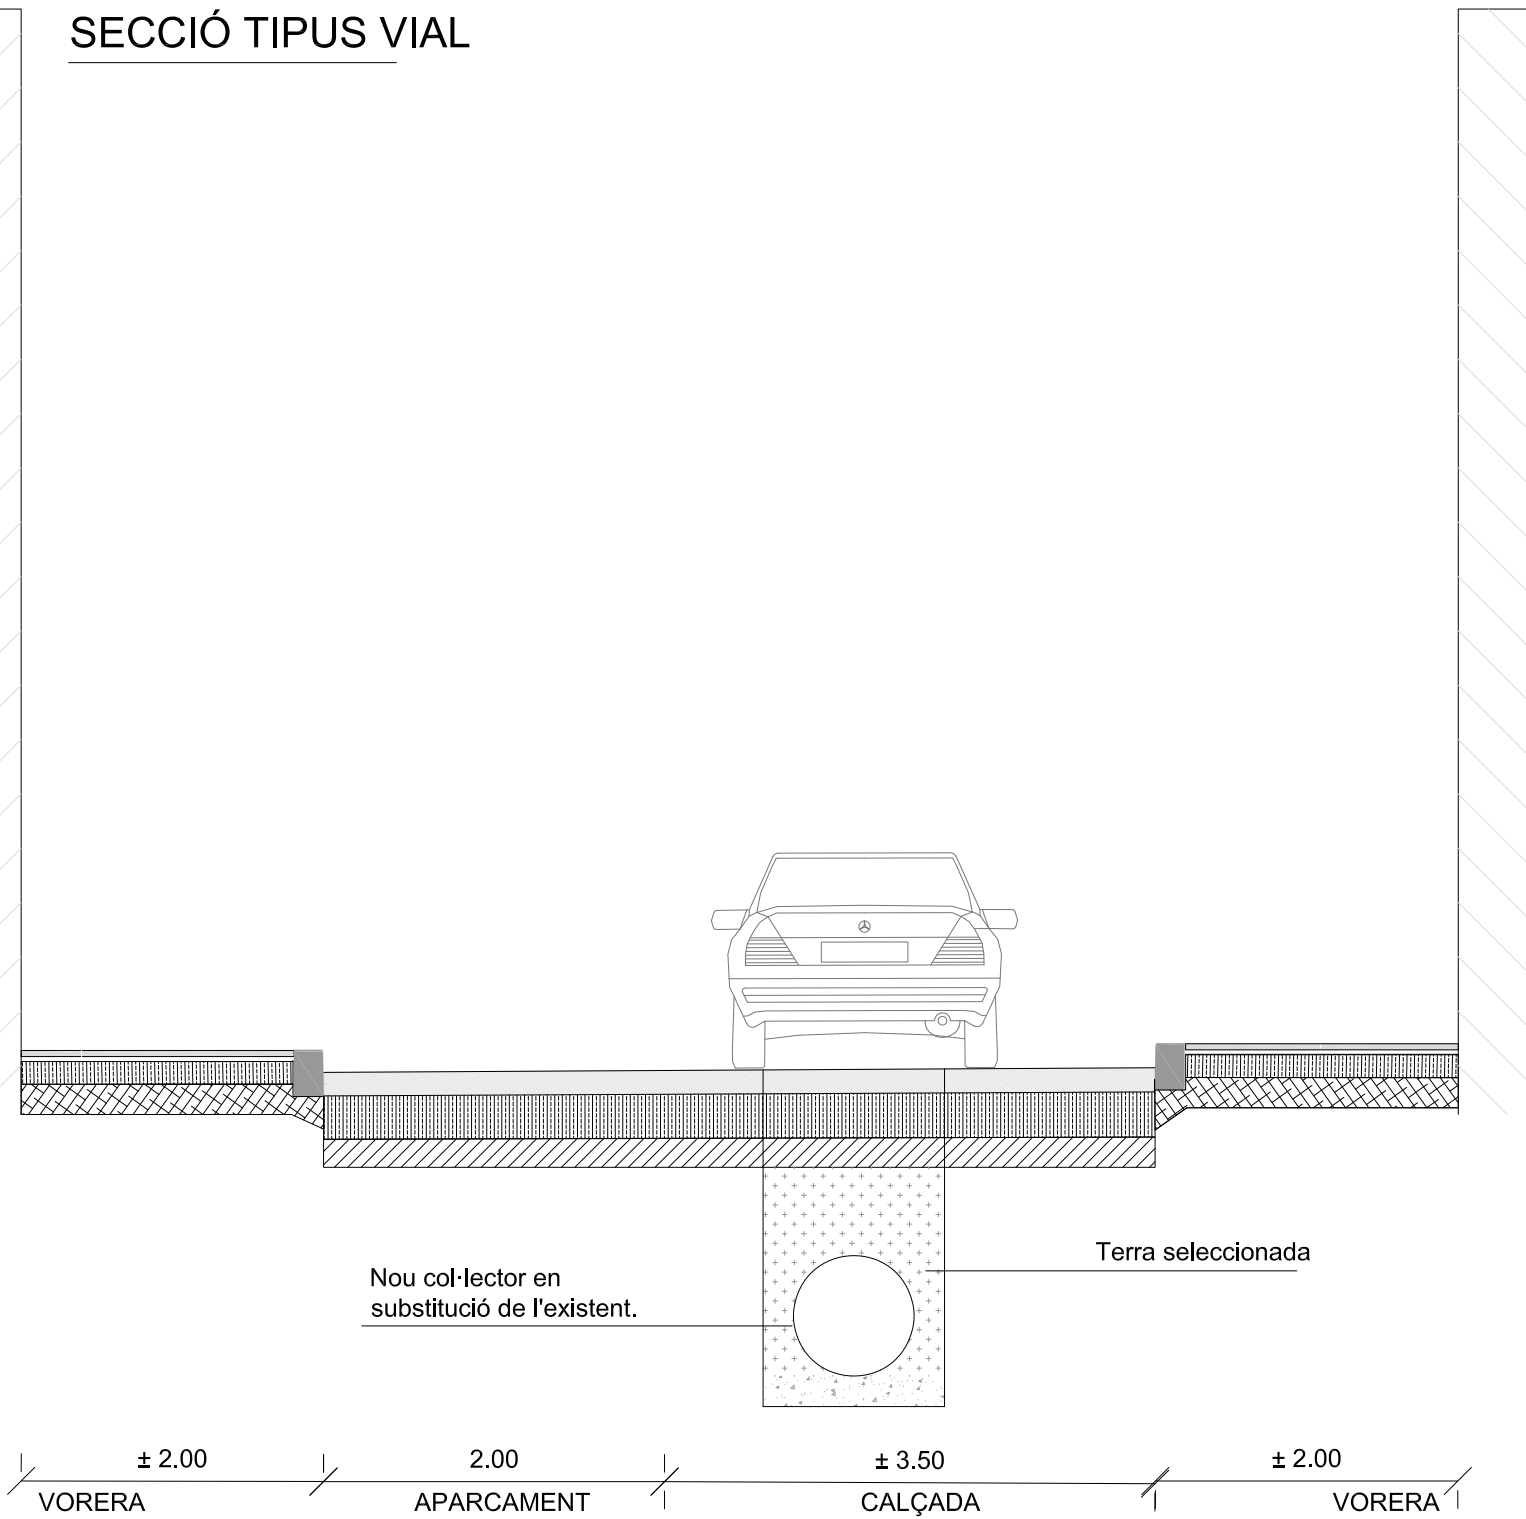 SECCIÓ TIPUS VIAL
Terra seleccionada
Nou col·lector en
substitució de l'existent.
± 2.00
2.00
± 3.50
± 2.00
VORERA
APARCAMENT
CALÇADA
VORERA